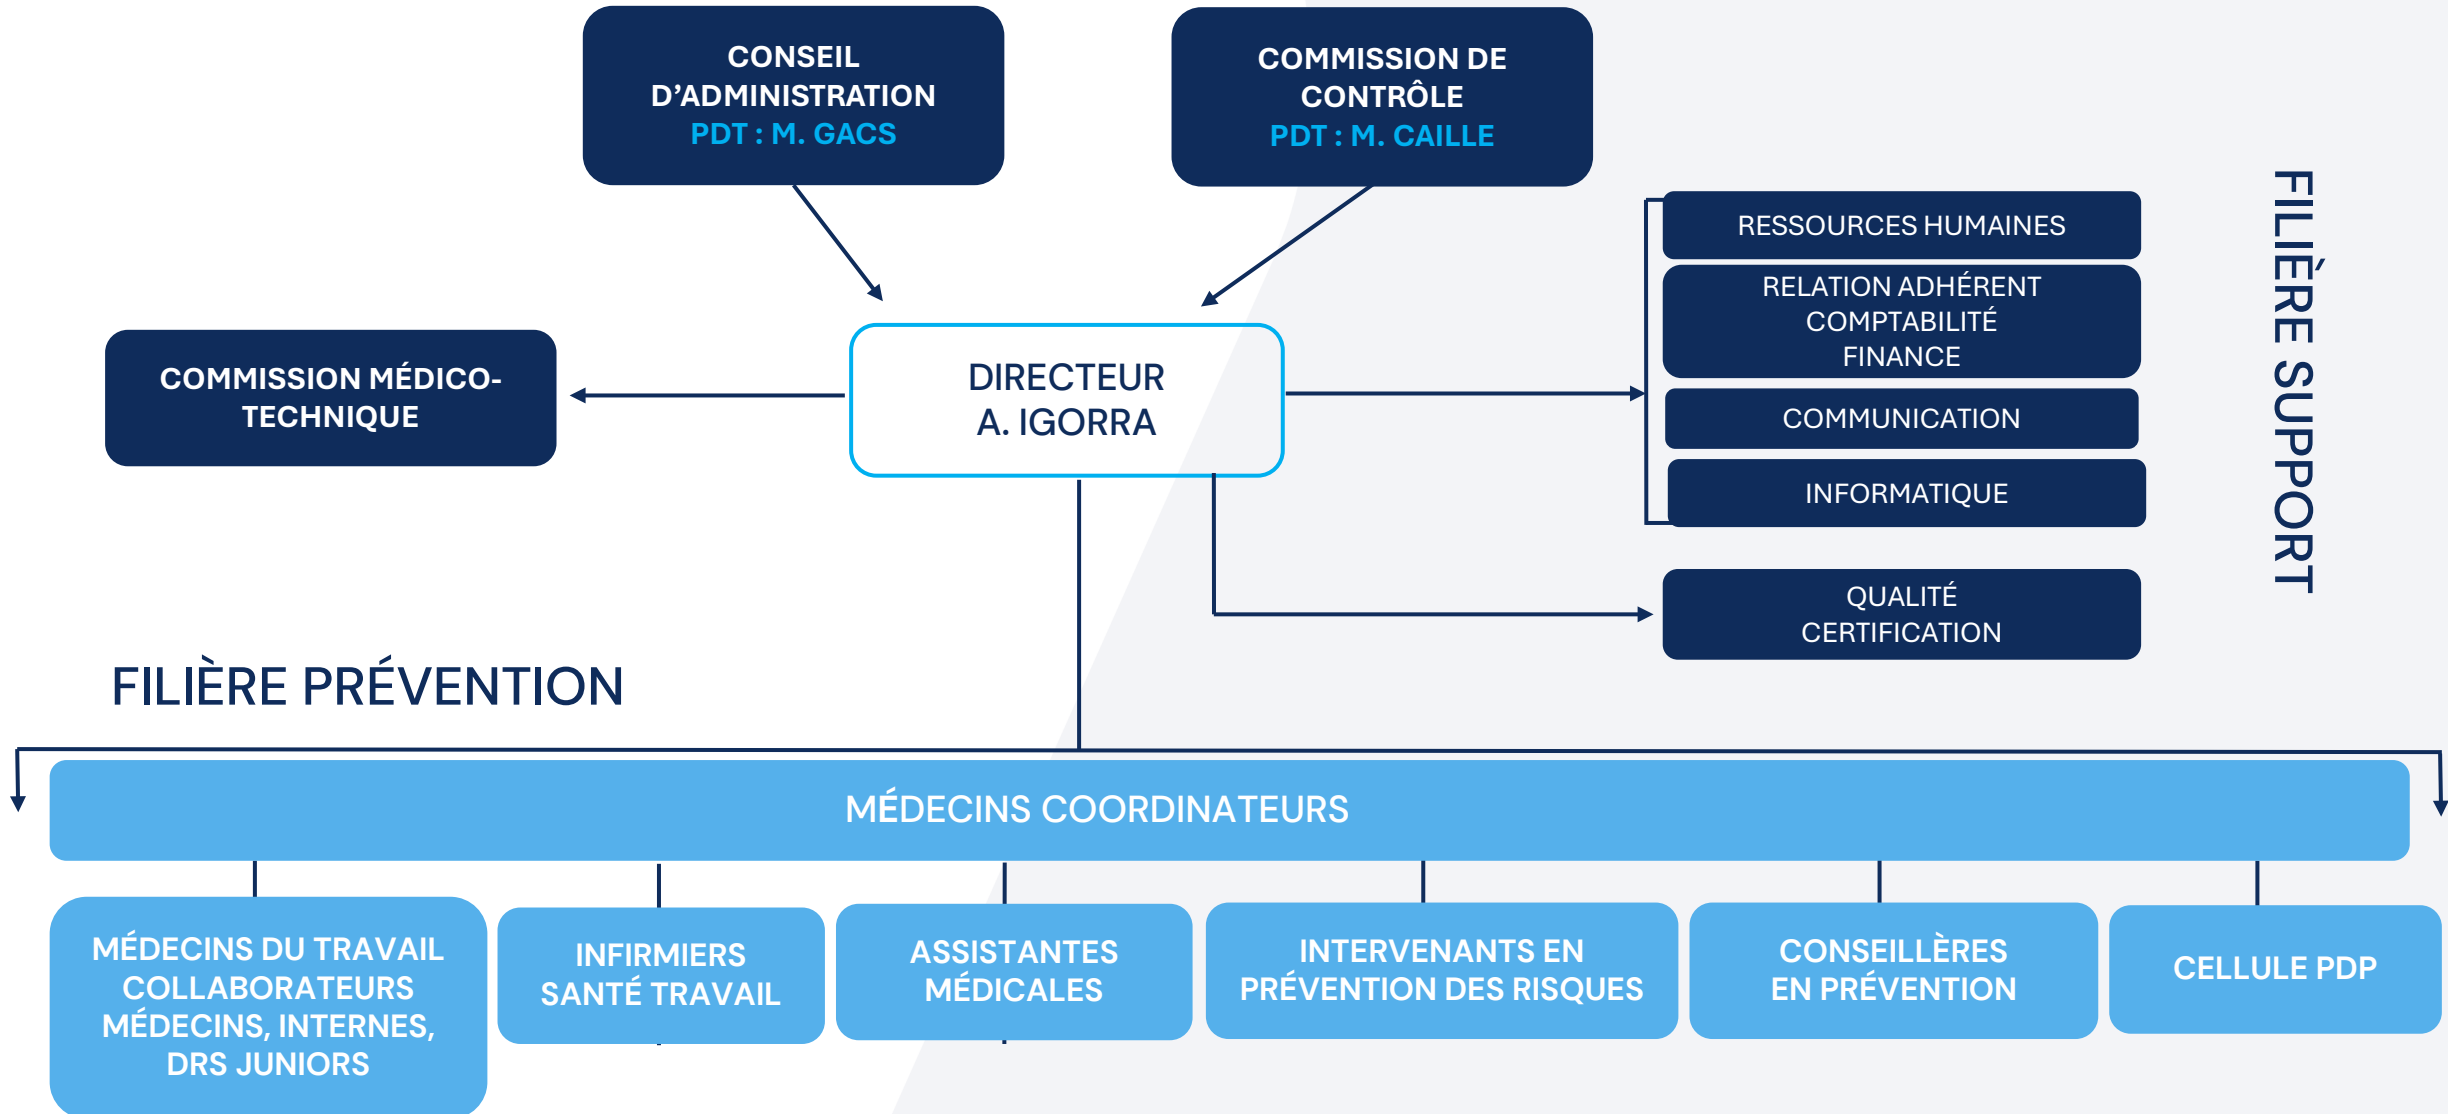 CONSEIL
D’ADMINISTRATION
PDT : M. GACS
COMMISSION DE
CONTRÔLE
PDT : M. CAILLE
RESSOURCES HUMAINES
RELATION ADHÉRENT
COMPTABILITÉ
FINANCE
COMMUNICATION
INFORMATIQUE
QUALITÉ
CERTIFICATION
FILIÈRE SUPPORT
COMMISSION MÉDICO-
TECHNIQUE
DIRECTEUR
A. IGORRA
FILIÈRE PRÉVENTION
MÉDECINS COORDINATEURS
MÉDECINS DU TRAVAIL
COLLABORATEURS
MÉDECINS, INTERNES,
DRS JUNIORS
INFIRMIERS
SANTÉ TRAVAIL
ASSISTANTES
MÉDICALES
INTERVENANTS EN
PRÉVENTION DES RISQUES
CONSEILLÈRES
EN PRÉVENTION
CELLULE PDP